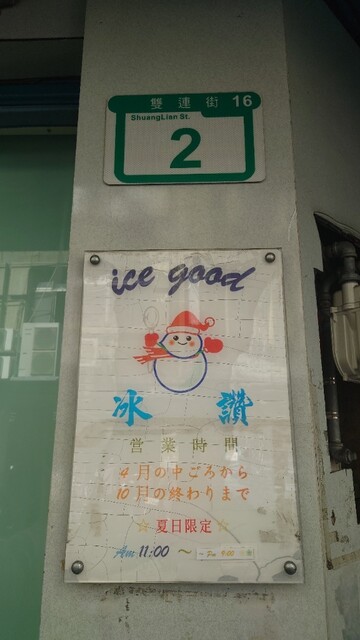 雙連街 16
ShuangLian St.
2
ice good
冰 讚
営業時間
4月の中ごろから
10月の終わりまで
☆夏日限定☆
Am 11:00 ～